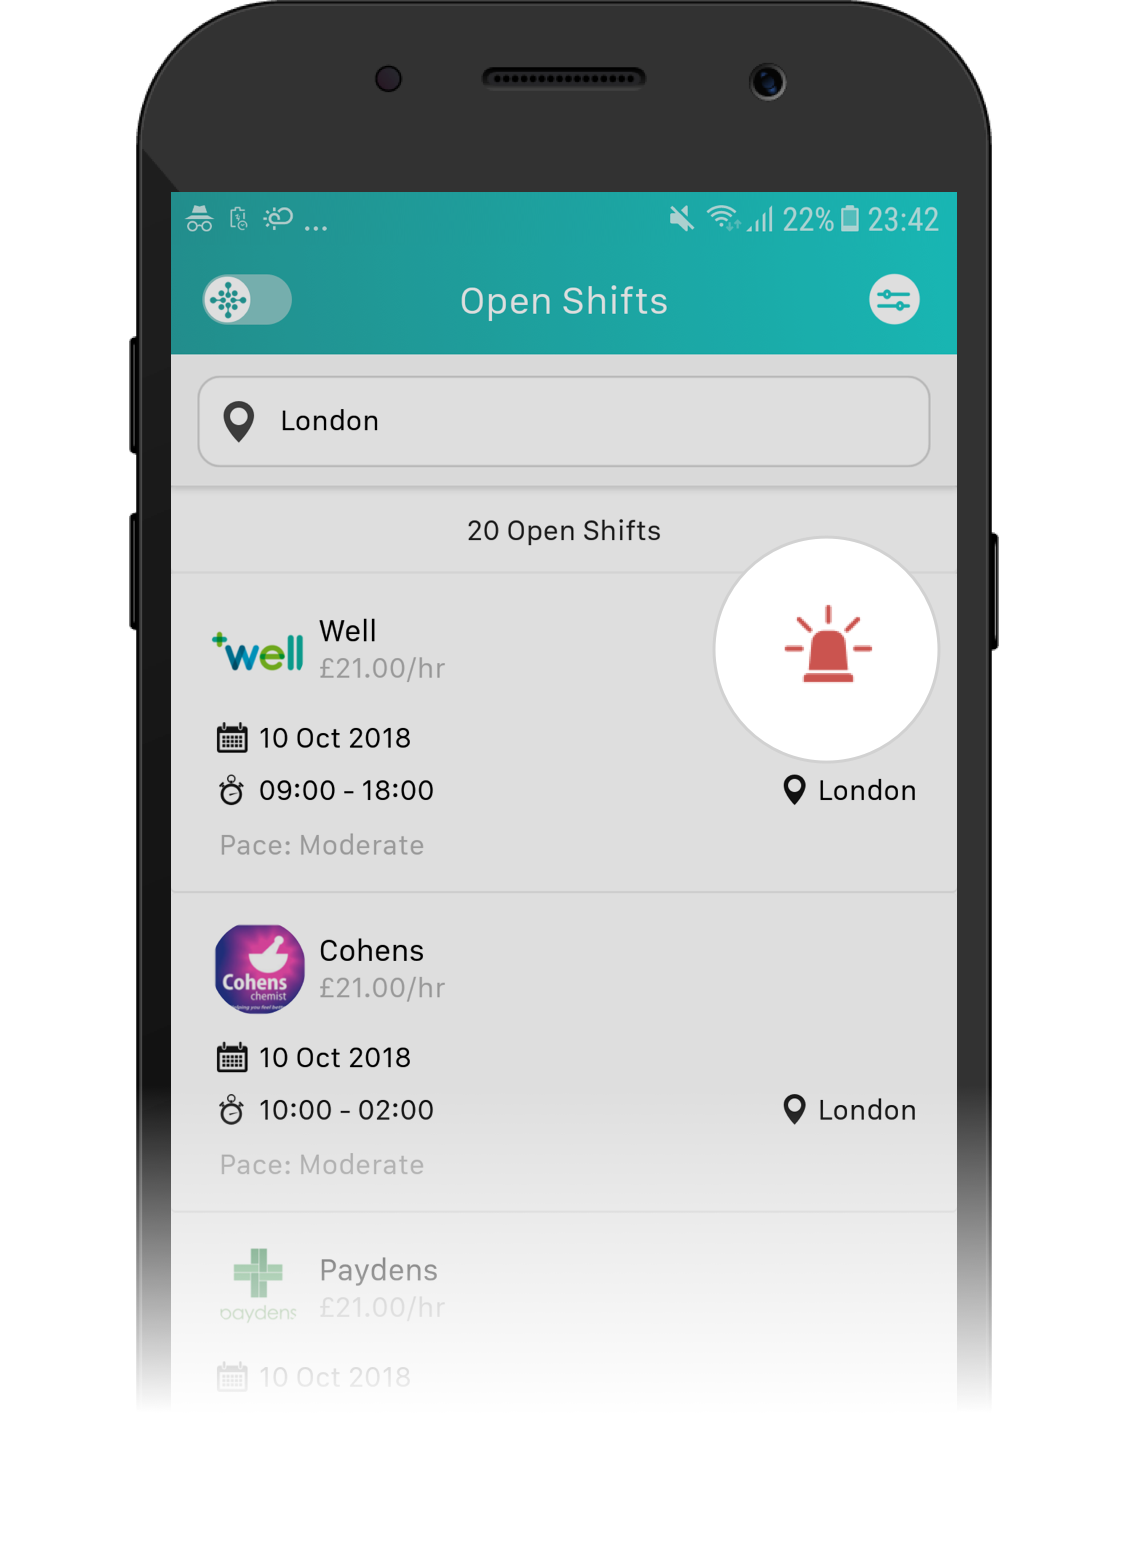 22% 23:42
Open Shifts
London
20 Open Shifts
well
Well
£21.00/hr
10 Oct 2018
09:00 - 18:00
London
Pace: Moderate
Cohens
chemist
Cohens
£21.00/hr
10 Oct 2018
10:00 - 02:00
London
Pace: Moderate
paydens
Paydens
£21.00/hr
10 Oct 2018